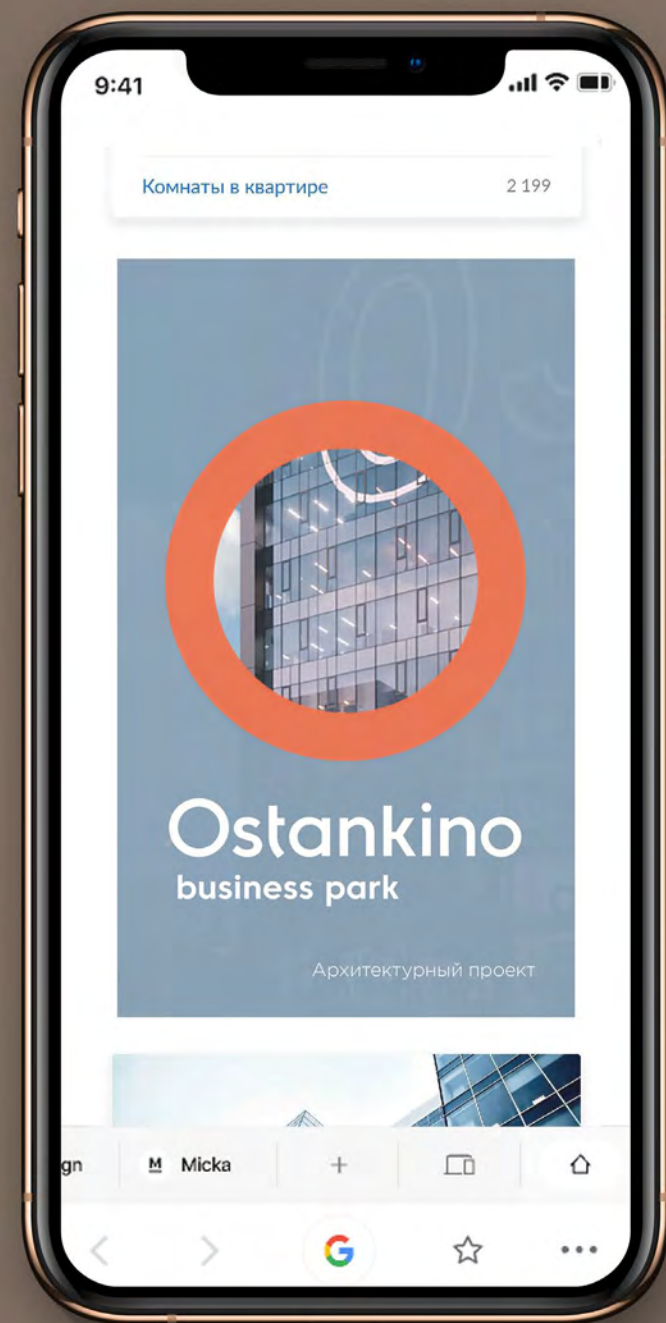 9:41
Комнаты в квартире 2 199
Ostankino
business park
Архитектурный проект
gn M Micka
G